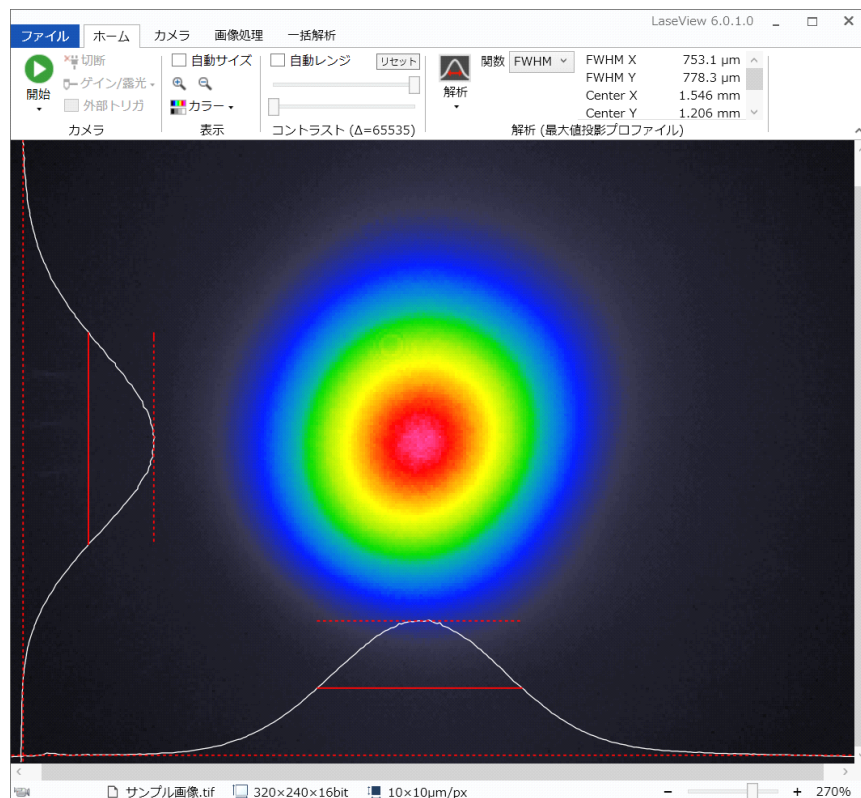 LaseView 6.0.1.0
ファイル ホーム カメラ 画像処理 一括解析
開始
切断
ゲイン/露光
外部トリガ
カメラ
自動サイズ
カラー
表示
自動レンジ リセット
コントラスト (Δ=65535)
解析
関数 FWHM
FWHM X 753.1 µm
FWHM Y 778.3 µm
Center X 1.546 mm
Center Y 1.206 mm
解析 (最大値投影プロファイル)
サンプル画像.tif 320×240×16bit 10×10µm/px 270%